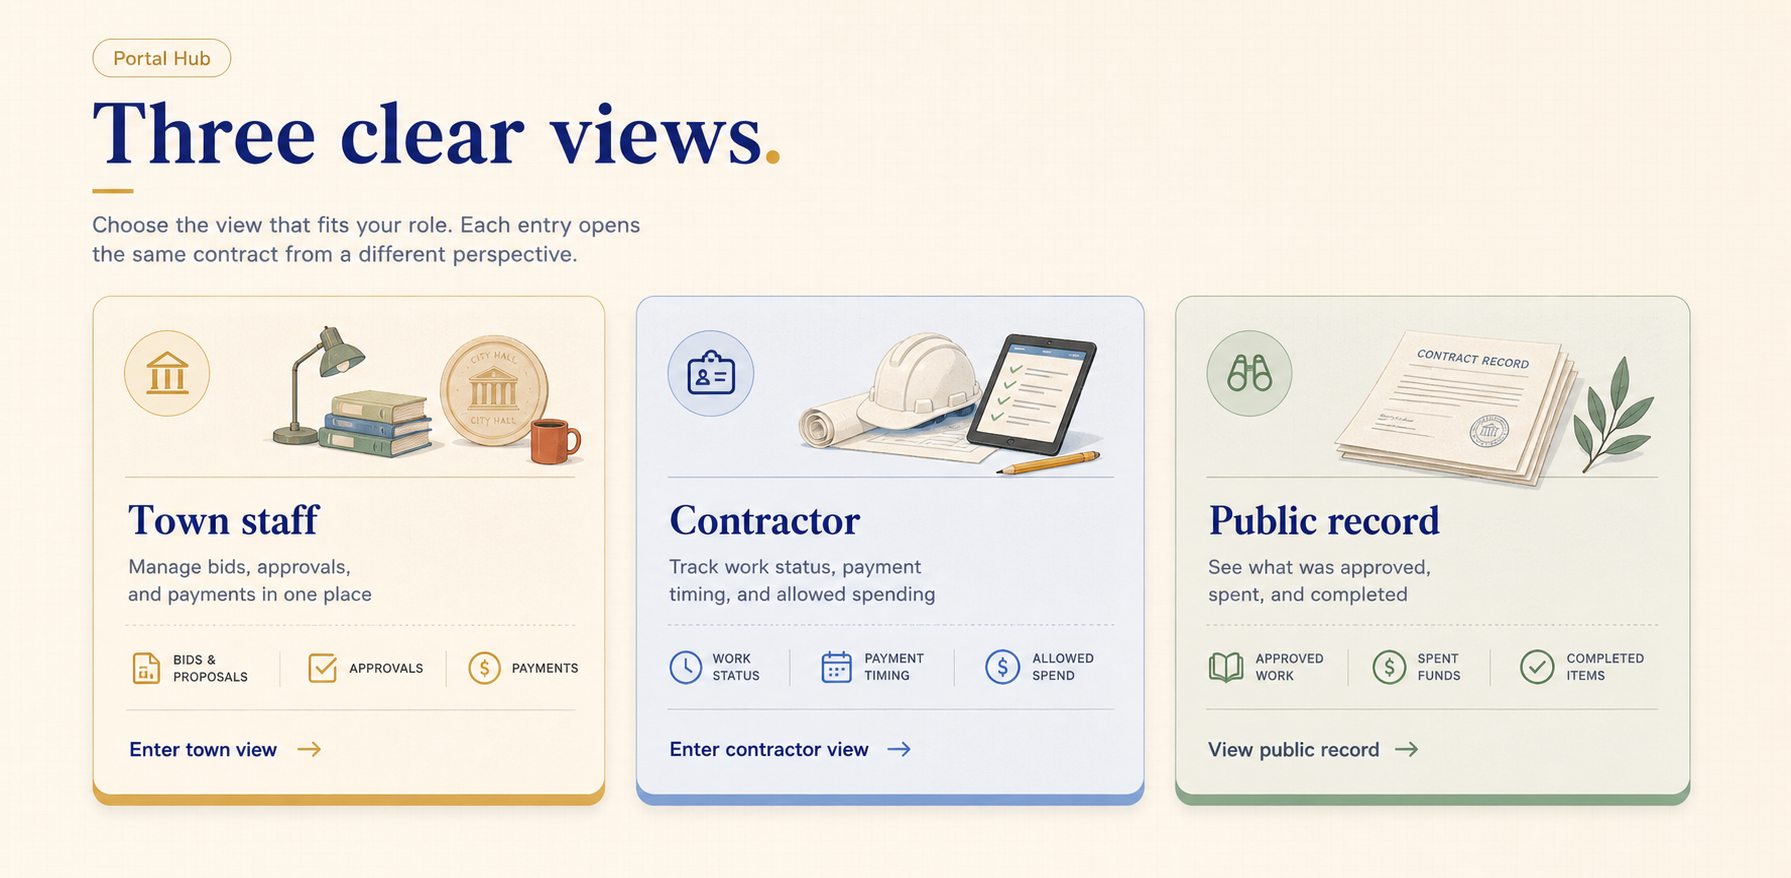 Portal Hub
Three clear views.
Choose the view that fits your role. Each entry opens
the same contract from a different perspective.
CITY HALL
CITY HALL
Town staff
Manage bids, approvals,
and payments in one place
BIDS &
PROPOSALS
APPROVALS
PAYMENTS
Enter town view
Contractor
Track work status, payment
timing, and allowed spending
WORK
STATUS
PAYMENT
TIMING
ALLOWED
SPEND
Enter contractor view
CONTRACT RECORD
Public record
See what was approved,
spent, and completed
APPROVED
WORK
SPENT
FUNDS
COMPLETED
ITEMS
View public record